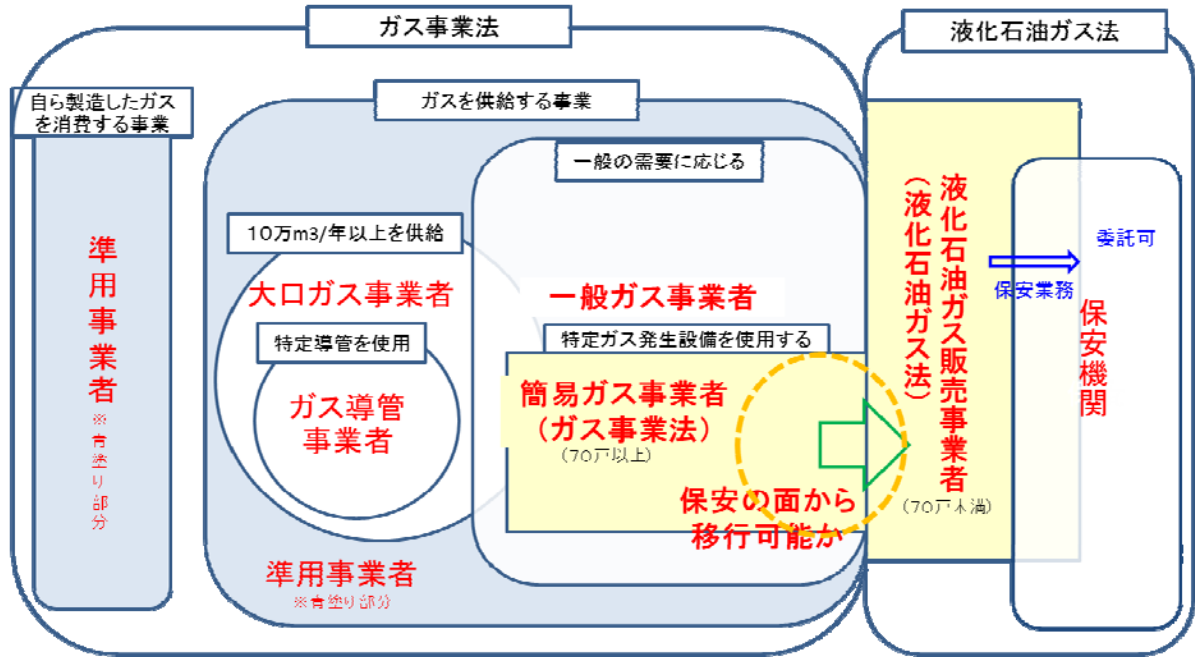 ガス事業法
液化石油ガス法
自ら製造したガス
を消費する事業
ガスを供給する事業
一般の需要に応じる
準用事業者
※青塗り部分
10万m3/年以上を供給
大口ガス事業者
特定導管を使用
ガス導管
事業者
一般ガス事業者
特定ガス発生設備を使用する
簡易ガス事業者
(ガス事業法)
(70戸以上)
保安の面から
移行可能か
準用事業者
※青塗り部分
液化石油ガス販売事業者
(液化石油ガス法)
(70戸未満)
委託可
保安業務
保安機関